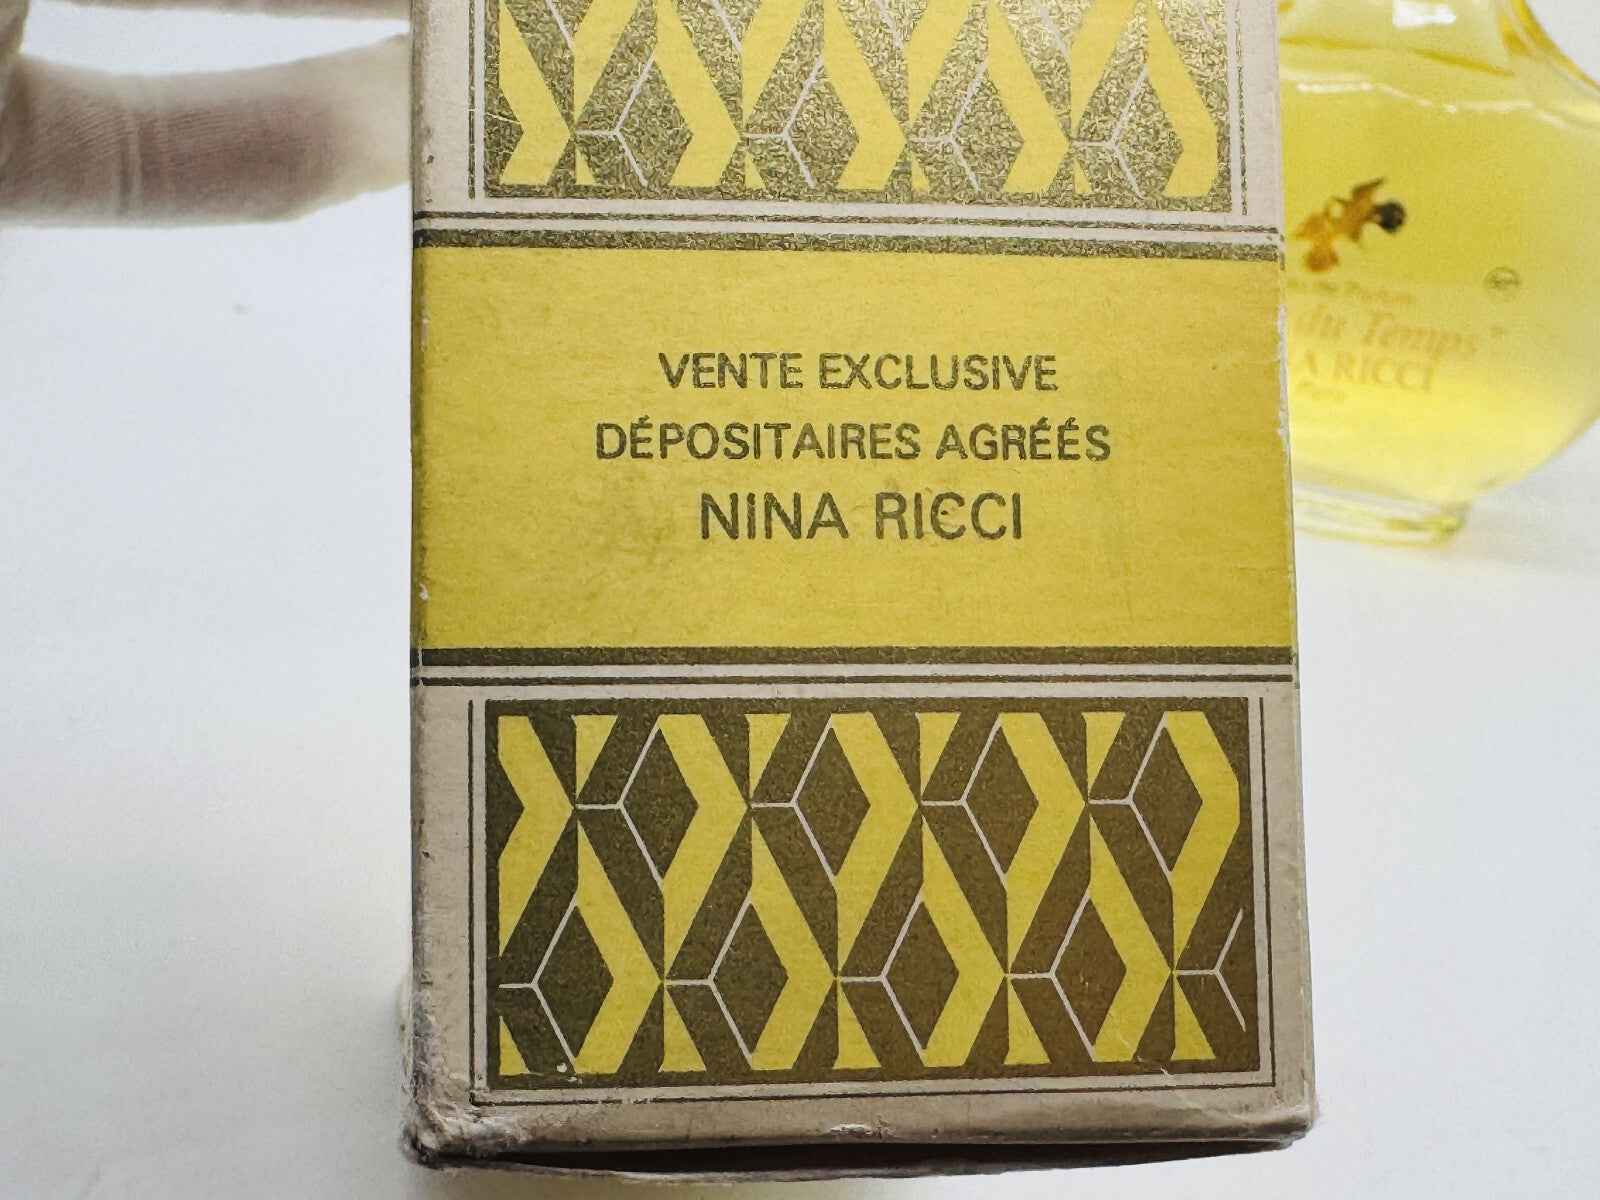 VENTE EXCLUSIVE
DÉPOSITAIRES AGRÉÉS
NINA RICCI
du Temps
RICCI